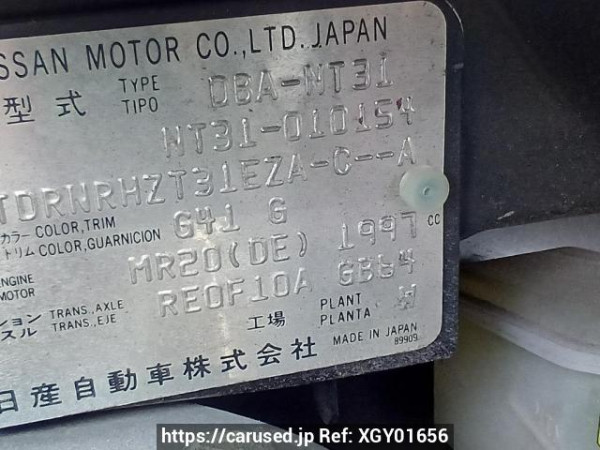 SSAN MOTOR CO.,LTD.JAPAN
型式 TYPE TIPO DBA-NT31
NT31-010154
TDRNRHZT31EZA-C--A
カラー COLOR,TRIM
トリム COLOR,GUARNICION G41 G
ENGINE
MOTOR MR20(DE) 1997 CC
ション TRANS.,AXLE
スル TRANS.,EJE RE0F10A GB64
工場 PLANT PLANTA W
日産自動車株式会社 MADE IN JAPAN
89909
https://carused.jp Ref: XGY01656